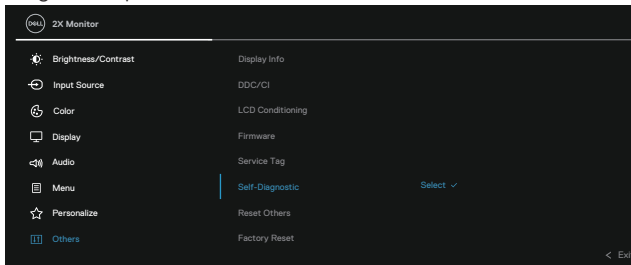 DELL 2X Monitor
Brightness/Contrast Display Info
Input Source DDC/CI
Color LCD Conditioning
Display Firmware
Audio Service Tag
Menu Self-Diagnostic Select
Personalize Reset Others
Others Factory Reset
< Exit